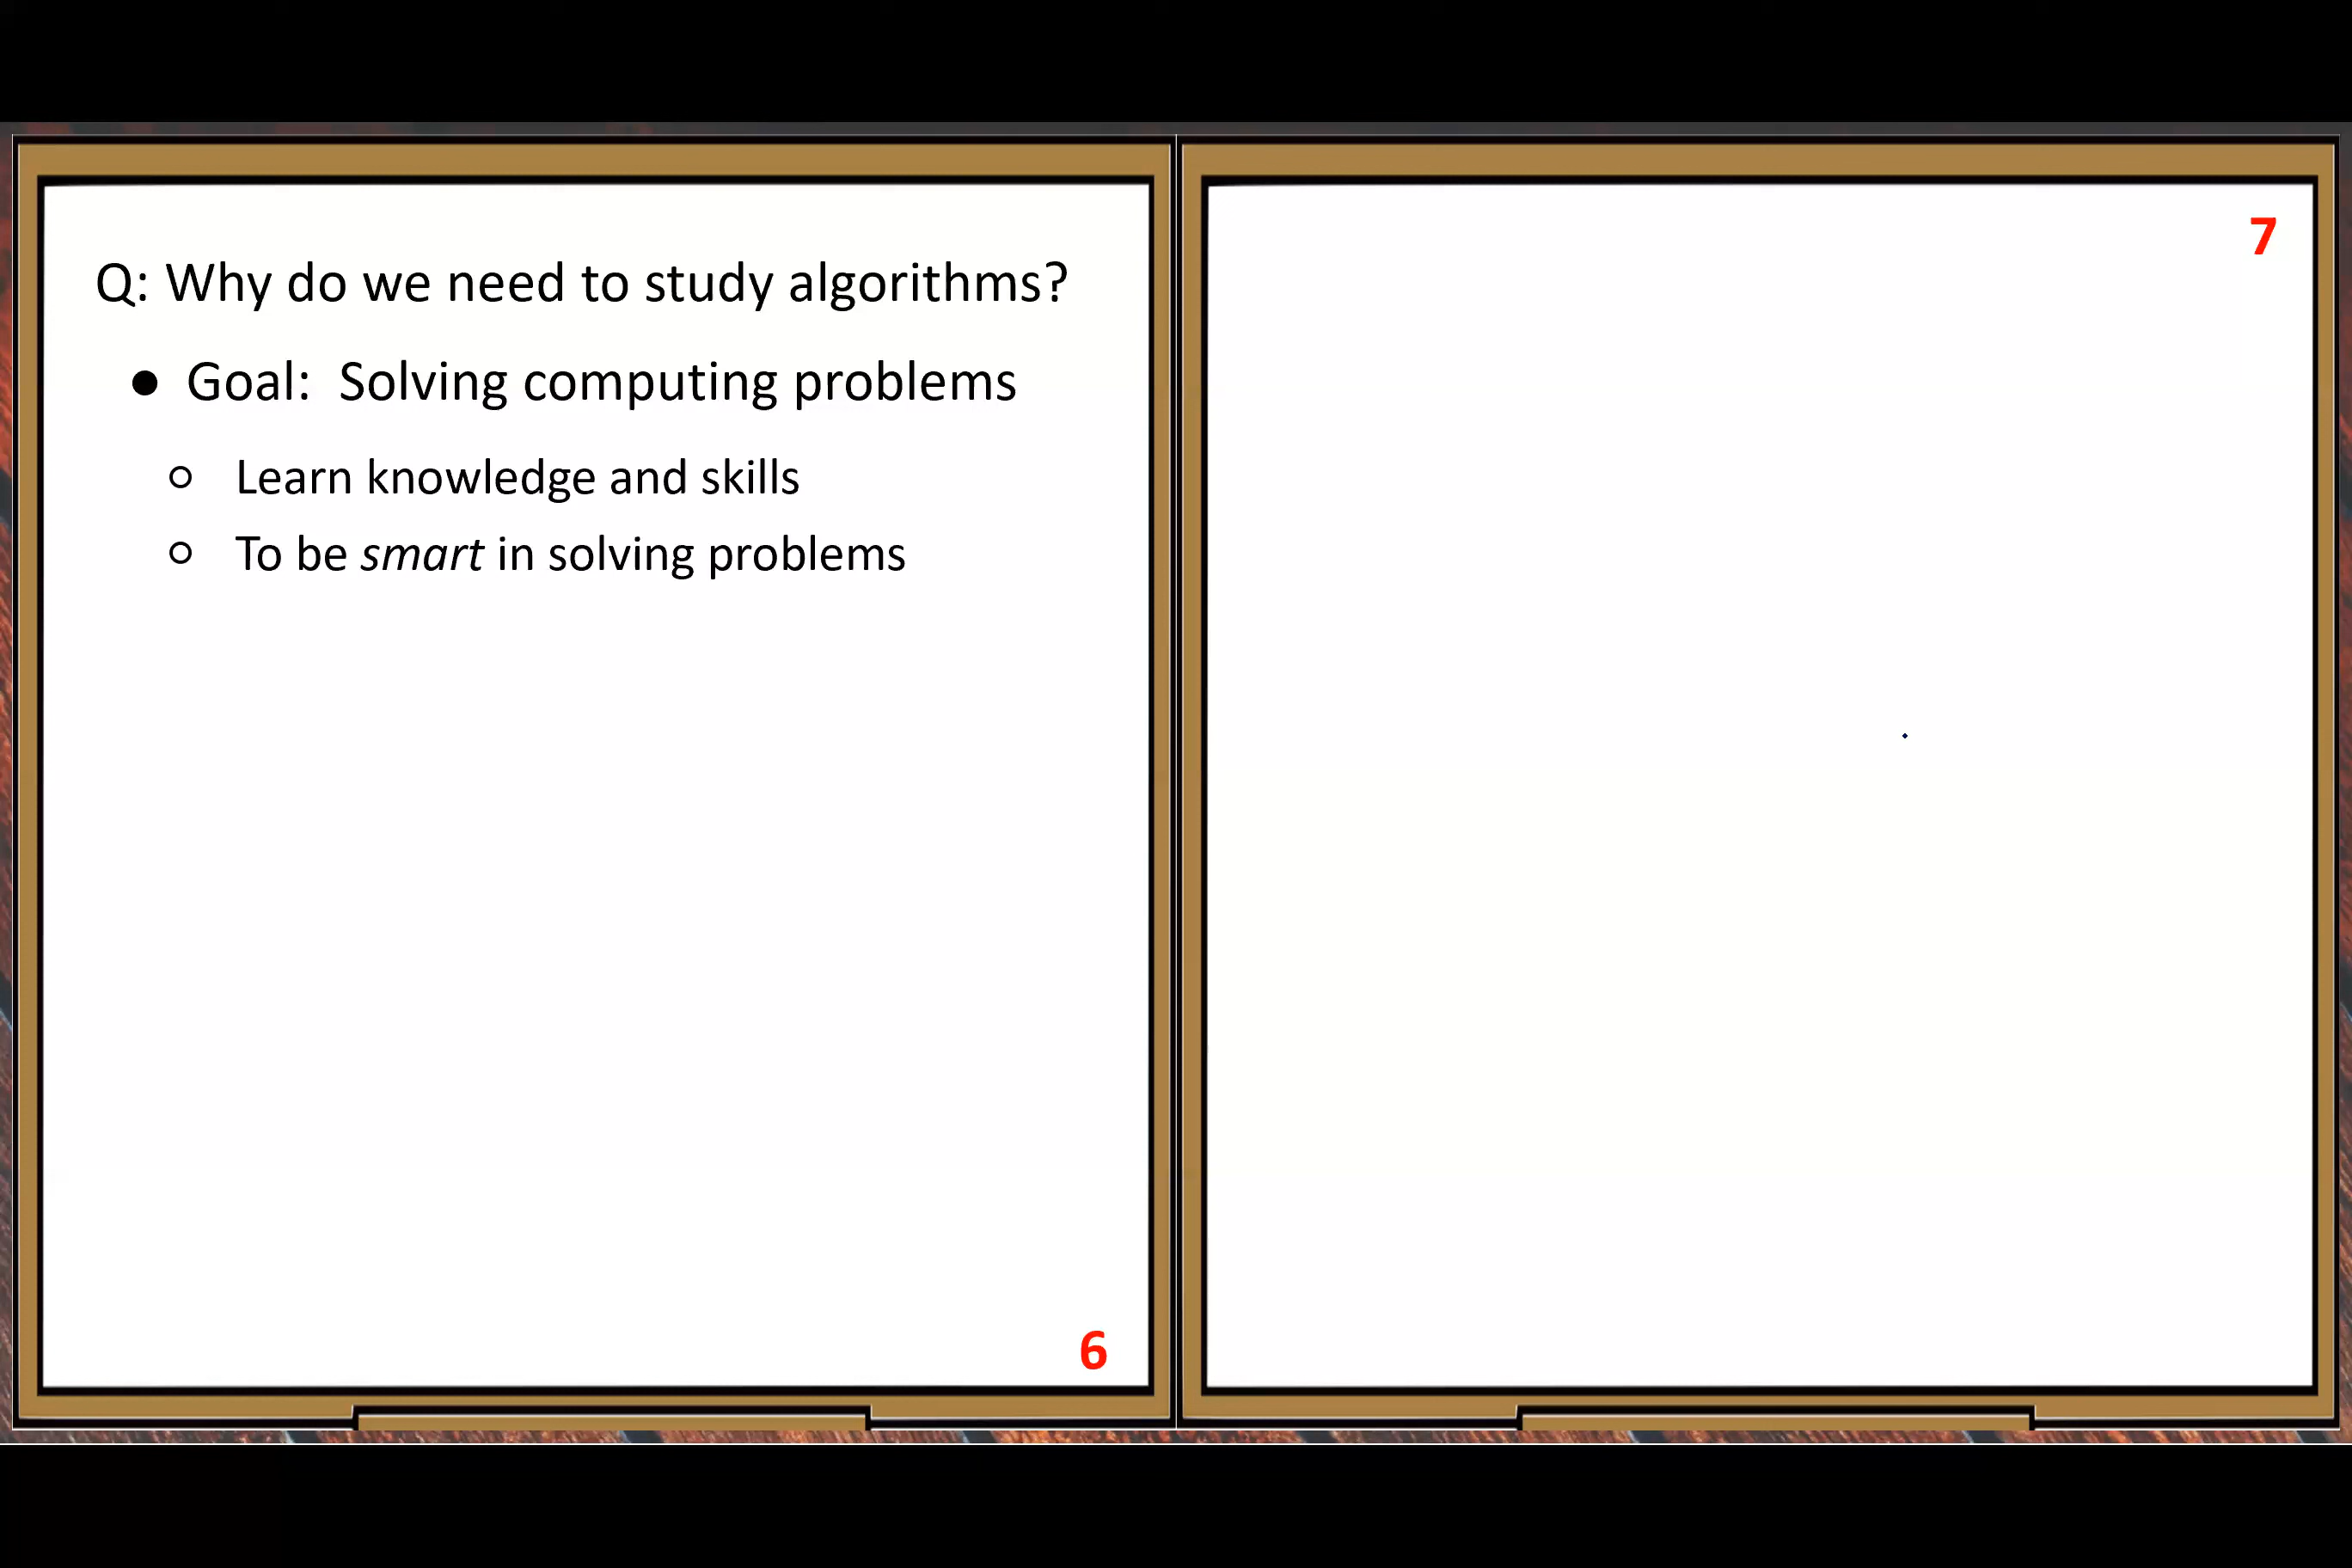 Q: Why do we need to study algorithms?
● Goal: Solving computing problems
○ Learn knowledge and skills
○ To be smart in solving problems
6
7